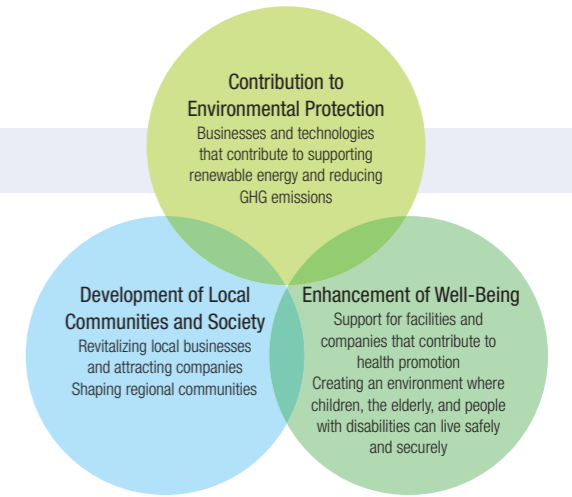 Contribution to
Environmental Protection
Businesses and technologies
that contribute to supporting
renewable energy and reducing
GHG emissions
Development of Local
Communities and Society
Revitalizing local businesses
and attracting companies
Shaping regional communities
Enhancement of Well-Being
Support for facilities and
companies that contribute to
health promotion
Creating an environment where
children, the elderly, and people
with disabilities can live safely
and securely